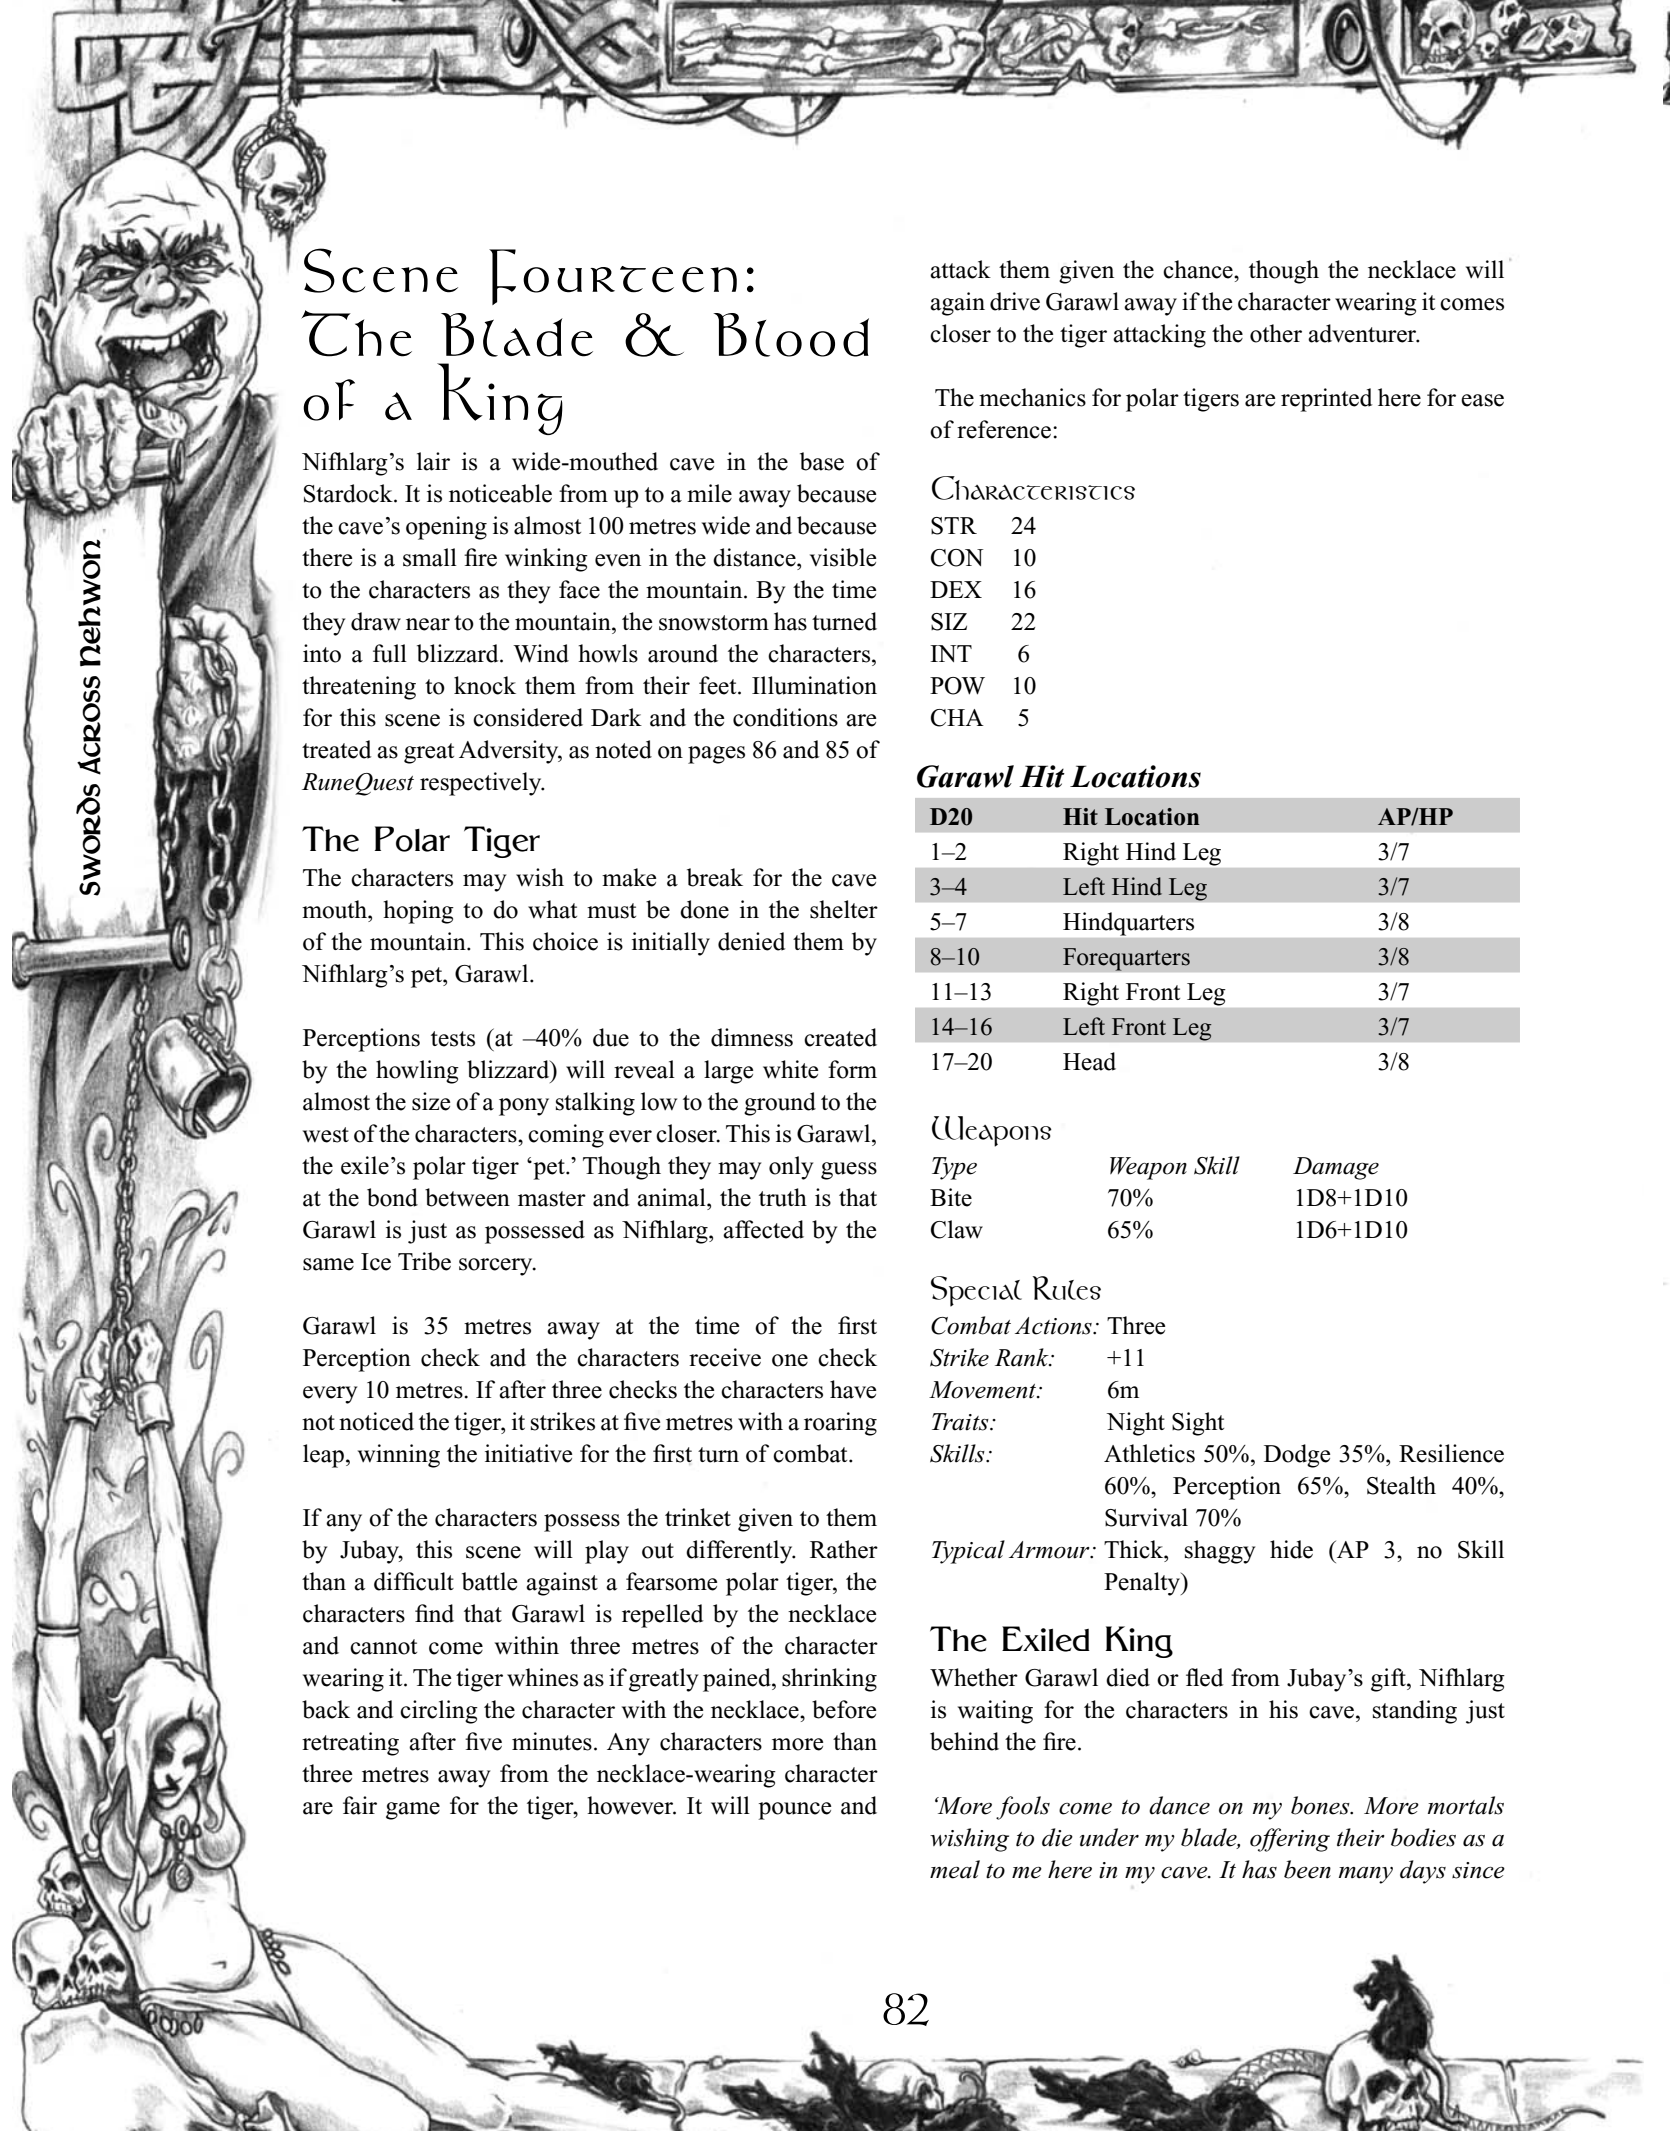 Swords Across Nehwon
Scene Fourteen:
The Blade & Blood
of a King
Nifhlarg’s lair is a wide-mouthed cave in the base of
Stardock. It is noticeable from up to a mile away because
the cave’s opening is almost 100 metres wide and because
there is a small fire winking even in the distance, visible
to the characters as they face the mountain. By the time
they draw near to the mountain, the snowstorm has turned
into a full blizzard. Wind howls around the characters,
threatening to knock them from their feet. Illumination
for this scene is considered Dark and the conditions are
treated as great Adversity, as noted on pages 86 and 85 of
RuneQuest respectively.
The Polar Tiger
The characters may wish to make a break for the cave
mouth, hoping to do what must be done in the shelter
of the mountain. This choice is initially denied them by
Nifhlarg’s pet, Garawl.
Perceptions tests (at –40% due to the dimness created
by the howling blizzard) will reveal a large white form
almost the size of a pony stalking low to the ground to the
west of the characters, coming ever closer. This is Garawl,
the exile’s polar tiger ‘pet.’ Though they may only guess
at the bond between master and animal, the truth is that
Garawl is just as possessed as Nifhlarg, affected by the
same Ice Tribe sorcery.
Garawl is 35 metres away at the time of the first
Perception check and the characters receive one check
every 10 metres. If after three checks the characters have
not noticed the tiger, it strikes at five metres with a roaring
leap, winning the initiative for the first turn of combat.
If any of the characters possess the trinket given to them
by Jubay, this scene will play out differently. Rather
than a difficult battle against a fearsome polar tiger, the
characters find that Garawl is repelled by the necklace
and cannot come within three metres of the character
wearing it. The tiger whines as if greatly pained, shrinking
back and circling the character with the necklace, before
retreating after five minutes. Any characters more than
three metres away from the necklace-wearing character
are fair game for the tiger, however. It will pounce and
attack them given the chance, though the necklace will
again drive Garawl away if the character wearing it comes
closer to the tiger attacking the other adventurer.
The mechanics for polar tigers are reprinted here for ease
of reference:
Characteristics
STR 24
CON 10
DEX 16
SIZ 22
INT 6
POW 10
CHA 5
Garawl Hit Locations
D20 Hit Location AP/HP
1–2 Right Hind Leg 3/7
3–4 Left Hind Leg 3/7
5–7 Hindquarters 3/8
8–10 Forequarters 3/8
11–13 Right Front Leg 3/7
14–16 Left Front Leg 3/7
17–20 Head 3/8
Weapons
Type Weapon Skill Damage
Bite 70% 1D8+1D10
Claw 65% 1D6+1D10
Special Rules
Combat Actions: Three
Strike Rank: +11
Movement: 6m
Traits: Night Sight
Skills: Athletics 50%, Dodge 35%, Resilience
60%, Perception 65%, Stealth 40%,
Survival 70%
Typical Armour: Thick, shaggy hide (AP 3, no Skill
Penalty)
The Exiled King
Whether Garawl died or fled from Jubay’s gift, Nifhlarg
is waiting for the characters in his cave, standing just
behind the fire.
‘More fools come to dance on my bones. More mortals
wishing to die under my blade, offering their bodies as a
meal to me here in my cave. It has been many days since
82